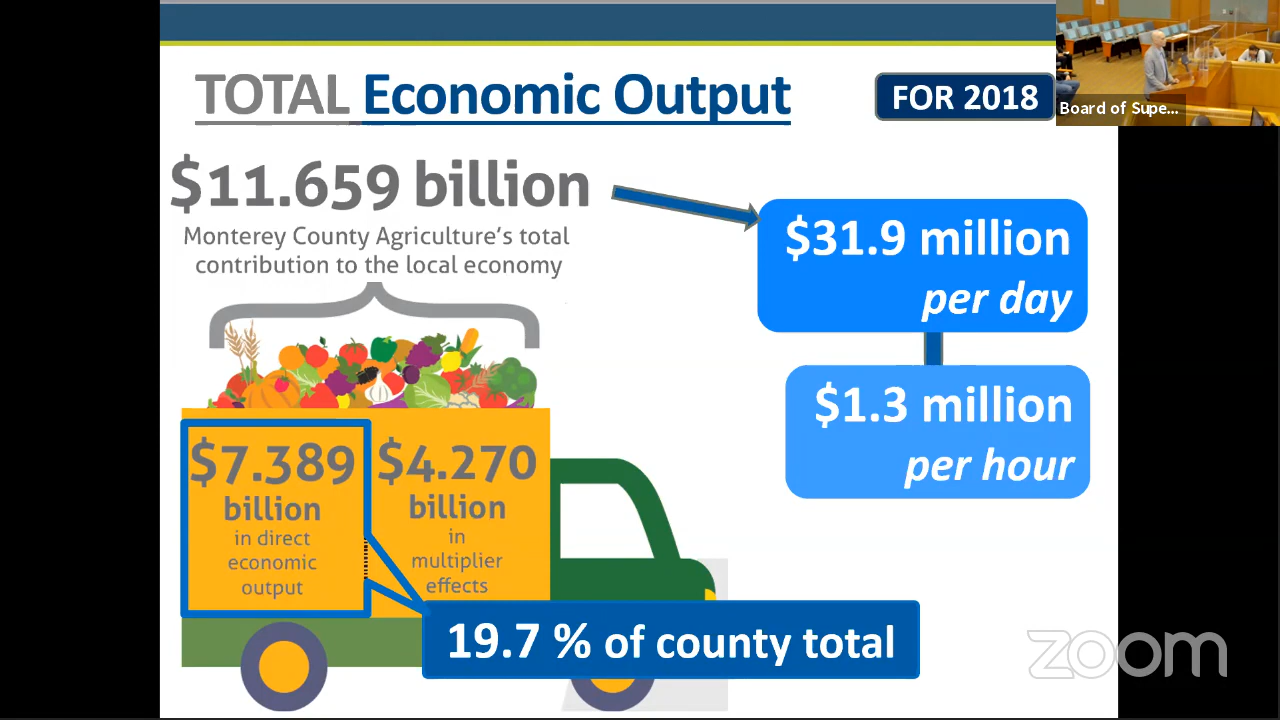 TOTAL Economic Output
FOR 2018
Board of Supe...
$11.659 billion
Monterey County Agriculture's total
contribution to the local economy
$31.9 million
per day
$1.3 million
per hour
$7.389
billion
in direct
economic
output
$4.270
billion
in
multiplier
effects
19.7 % of county total
zoom